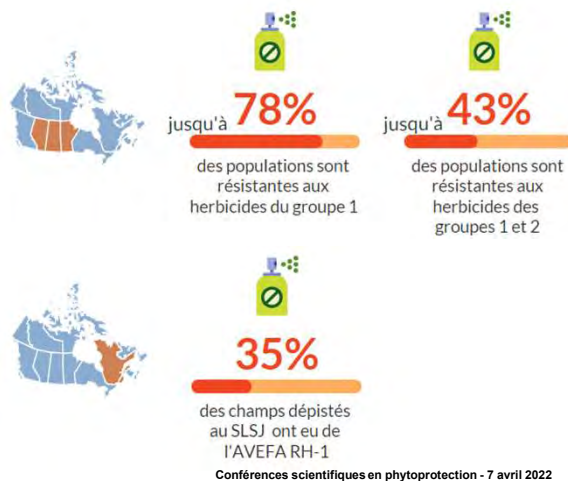 jusqu'à 78%
des populations sont
résistantes aux
herbicides du groupe 1
jusqu'à 43%
des populations sont
résistantes aux
herbicides des
groupes 1 et 2
35%
des champs dépistés
au SLSJ ont eu de
l'AVEFA RH-1
Conférences scientifiques en phytoprotection - 7 avril 2022